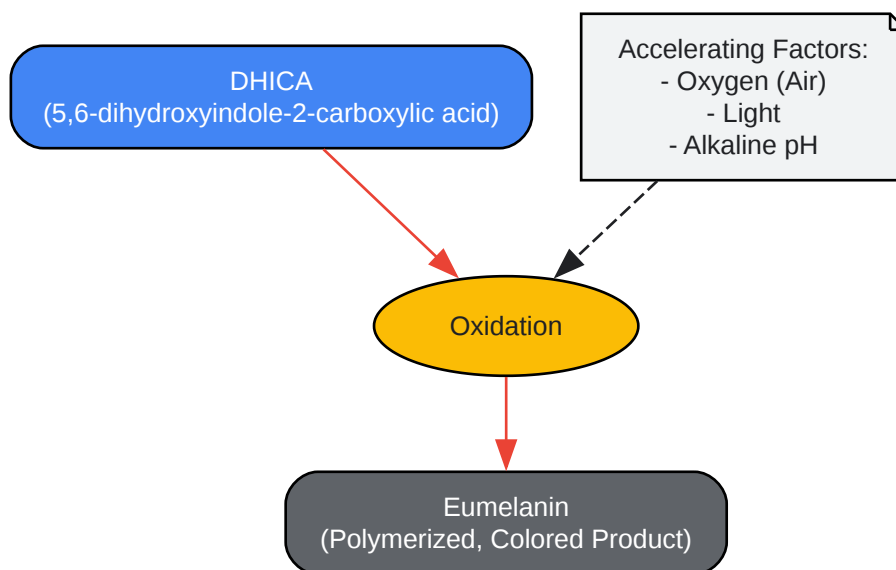 DHICA
(5,6-dihydroxyindole-2-carboxylic acid)
Accelerating Factors:
- Oxygen (Air)
- Light
- Alkaline pH
Oxidation
Eumelanin
(Polymerized, Colored Product)